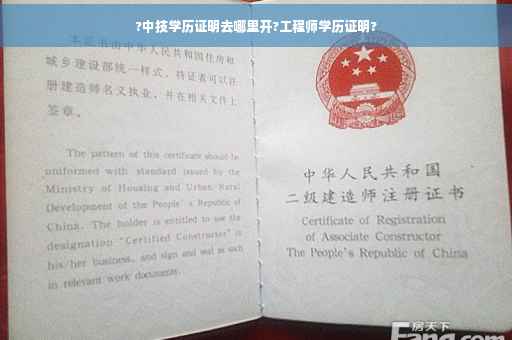 ?中技学历证明去哪里开?工程师学历证明?
本证书由中华人民共和国住房和
城乡建设部统一样式，持证者可以注
册建造师名义执业，并在相关文件上
签章。
The pattern of this certificate should be
uniformed with standard issued by the
Ministry of Housing and Urban Rural
Development of the People's Republic of
China. The holder is entitled to use the
designation "Certified Constructor" in
his/her business, and sign and seal in such
in relevant work documents.
中华人民共和国
二级建造师注册证书
Certificate of Registration
of Associate Constructor
The People's Republic of China
房天下
Fang.com